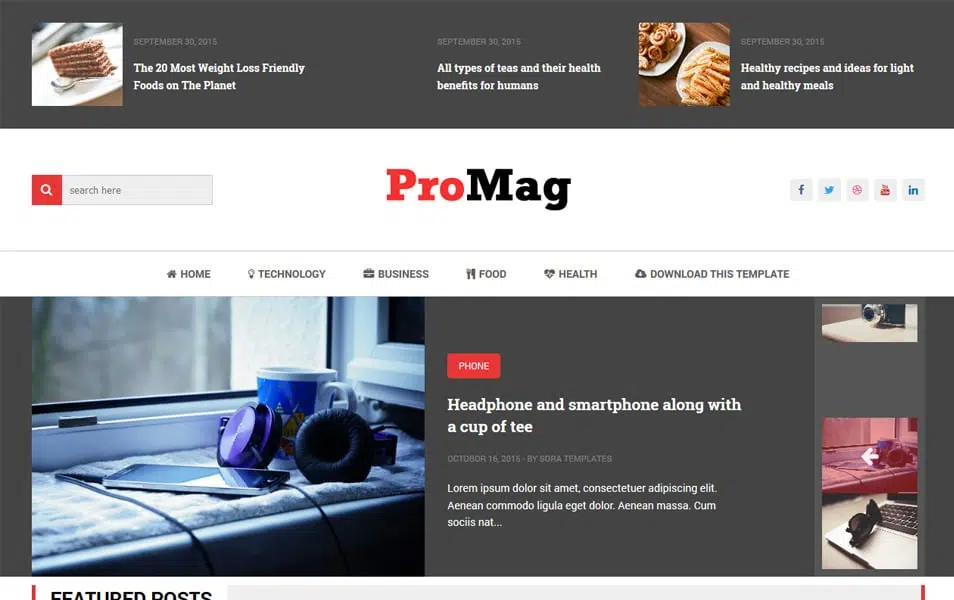 SEPTEMBER 30, 2015
The 20 Most Weight Loss Friendly
Foods on The Planet
SEPTEMBER 30, 2015
All types of teas and their health
benefits for humans
SEPTEMBER 30, 2015
Healthy recipes and ideas for light
and healthy meals
search here
ProMag
HOME
TECHNOLOGY
BUSINESS
FOOD
HEALTH
DOWNLOAD THIS TEMPLATE
PHONE
Headphone and smartphone along with
a cup of tee
OCTOBER 16, 2015 - BY SORA TEMPLATES
Lorem ipsum dolor sit amet, consectetuer adipiscing elit.
Aenean commodo ligula eget dolor. Aenean massa. Cum
sociis nat...
FEATURED POSTS